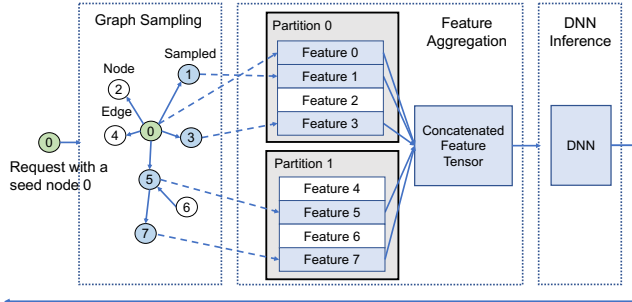 Graph Sampling
Sampled
Node
Edge
1
2
0
4
3
0
Request with a
seed node 0
5
6
7
Partition 0
Feature 0
Feature 1
Feature 2
Feature 3
Partition 1
Feature 4
Feature 5
Feature 6
Feature 7
Feature
Aggregation
Concatenated
Feature
Tensor
DNN
Inference
DNN